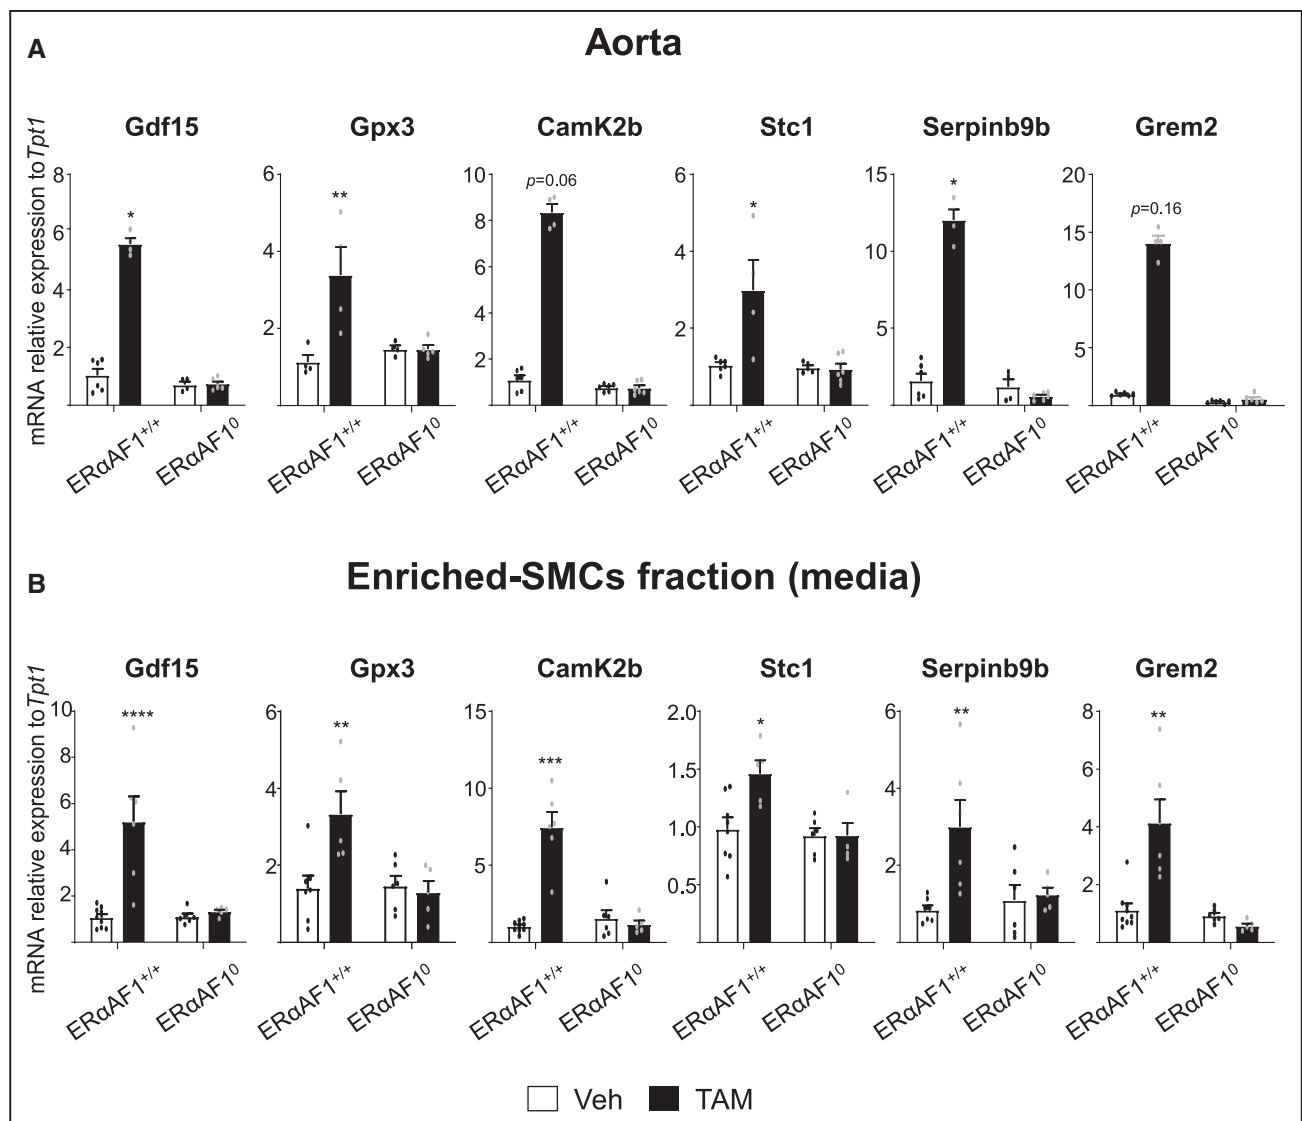 A
Aorta
Gdf15 Gpx3 CamK2b Stc1 Serpinb9b Grem2
mRNA relative expression toTpt1
8 6 4 2
*
ERαAF1+/+ ERαAF10
6 4 2
**
ERαAF1+/+ ERαAF10
10 8 6 4 2
p=0.06
ERαAF1+/+ ERαAF10
6 4 2
*
ERαAF1+/+ ERαAF10
15 10 5
*
ERαAF1+/+ ERαAF10
20 15 10 5
p=0.16
ERαAF1+/+ ERαAF10
B
Enriched-SMCs fraction (media)
Gdf15 Gpx3 CamK2b Stc1 Serpinb9b Grem2
mRNA relative expression toTpt1
10 8 6 4 2
****
ERαAF1+/+ ERαAF10
6 4 2
**
ERαAF1+/+ ERαAF10
15 10 5
***
ERαAF1+/+ ERαAF10
2.0 1.5 1.0 0.5
*
ERαAF1+/+ ERαAF10
6 4 2
**
ERαAF1+/+ ERαAF10
8 6 4 2
**
ERαAF1+/+ ERαAF10
Veh TAM